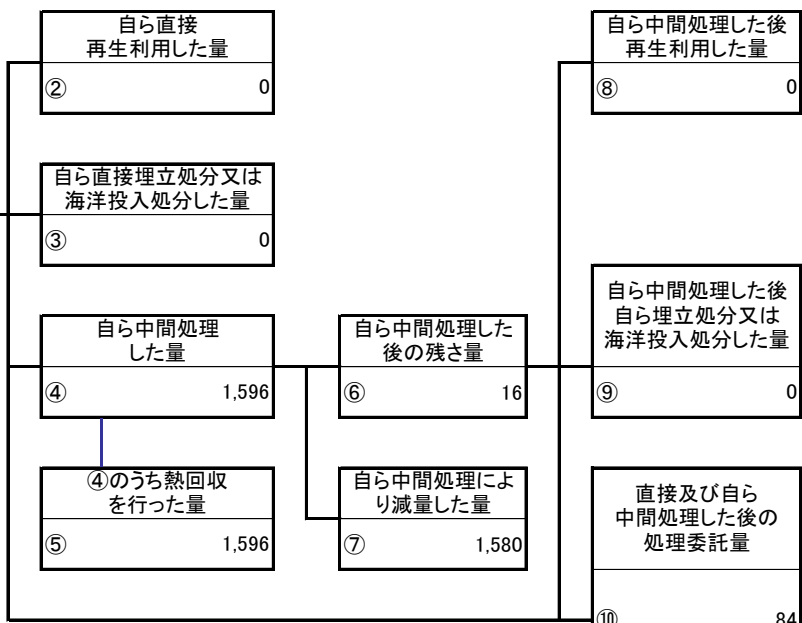 自ら直接
再生利用した量
② 0
自ら中間処理した後
再生利用した量
⑧ 0
自ら直接埋立処分又は
海洋投入処分した量
③ 0
自ら中間処理
した量
④ 1,596
自ら中間処理した
後の残さ量
⑥ 16
自ら中間処理した後
自ら埋立処分又は
海洋投入処分した量
⑨ 0
④のうち熱回収
を行った量
⑤ 1,596
自ら中間処理によ
り減量した量
⑦ 1,580
直接及び自ら
中間処理した後の
処理委託量
⑩ 84